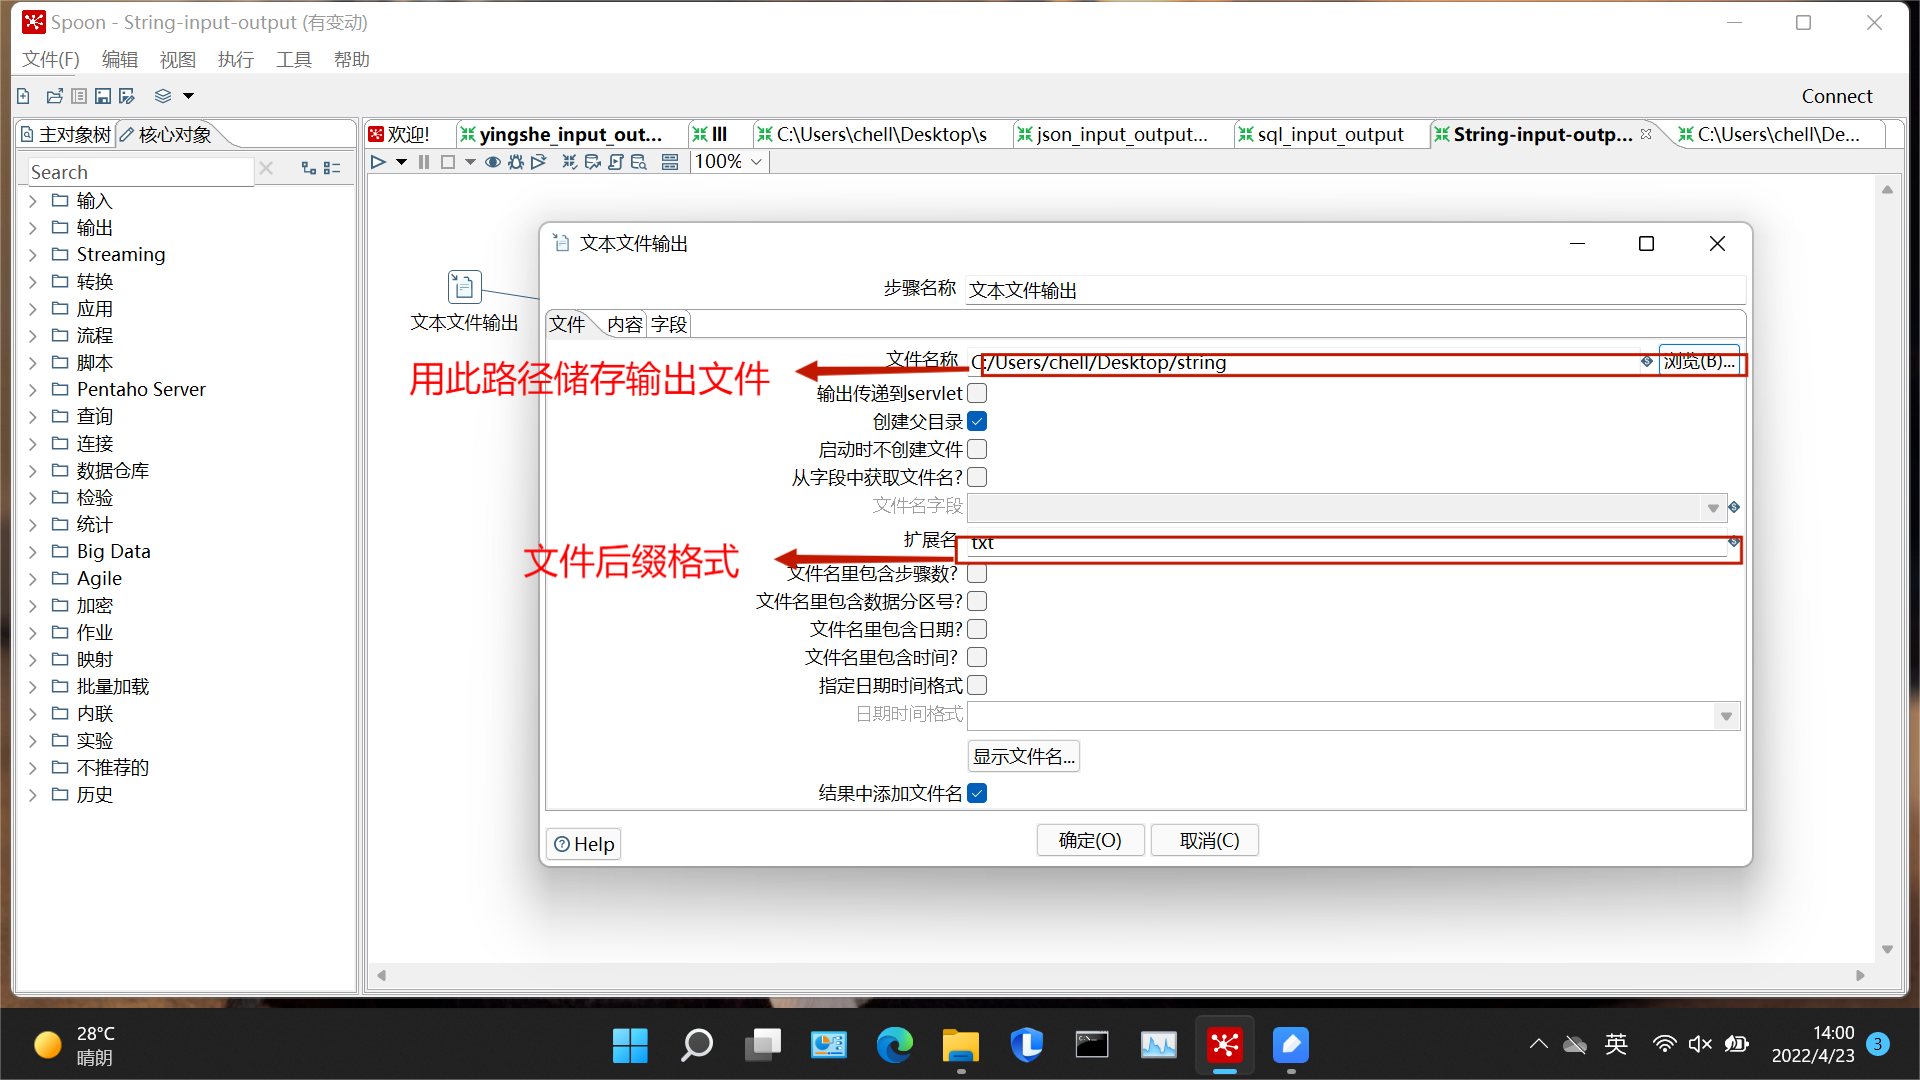 Spoon - String-input-output (有变动)
文件(F) 编辑 视图 执行 工具 帮助
Connect
主对象树 核心对象
欢迎! yingshe_input_out... lll C:\Users\chell\Desktop\s json_input_output... sql_input_output String-input-outp... C:\Users\chell\De...
100%
Search
输入
输出
Streaming
转换
应用
流程
脚本
Pentaho Server
查询
连接
数据仓库
检验
统计
Big Data
Agile
加密
作业
映射
批量加载
内联
实验
不推荐的
历史
文本文件输出
文本文件输出
步骤名称 文本文件输出
文件 内容 字段
文件名称 C:/Users/chell/Desktop/string 浏览(B)...
用此路径储存输出文件
输出传递到servlet
创建父目录
启动时不创建文件
从字段中获取文件名?
文件名字段
扩展名 txt
文件后缀格式
文件名里包含步骤数?
文件名里包含数据分区号?
文件名里包含日期?
文件名里包含时间?
指定日期时间格式
日期时间格式
显示文件名...
结果中添加文件名
Help 确定(O) 取消(C)
28°C
晴朗
英
14:00
2022/4/23
3